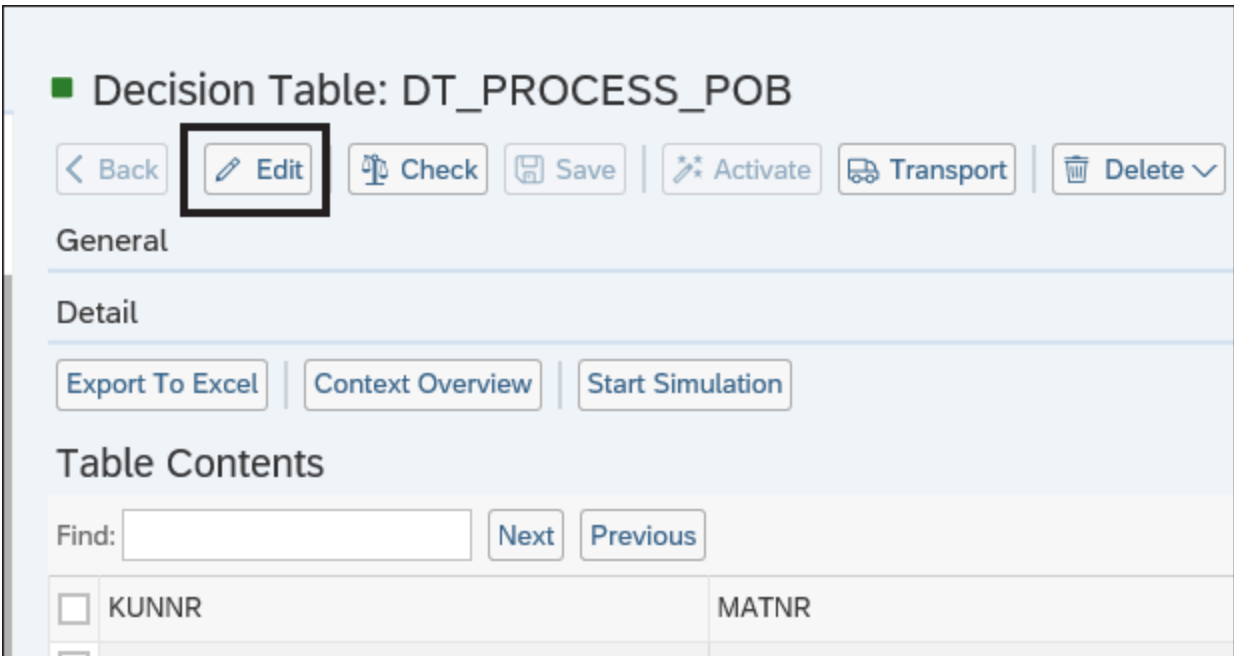 Decision Table: DT_PROCESS_POB
Back Edit Check Save Activate Transport Delete
General
Detail
Export To Excel Context Overview Start Simulation
Table Contents
Find: Next Previous
KUNNR MATNR